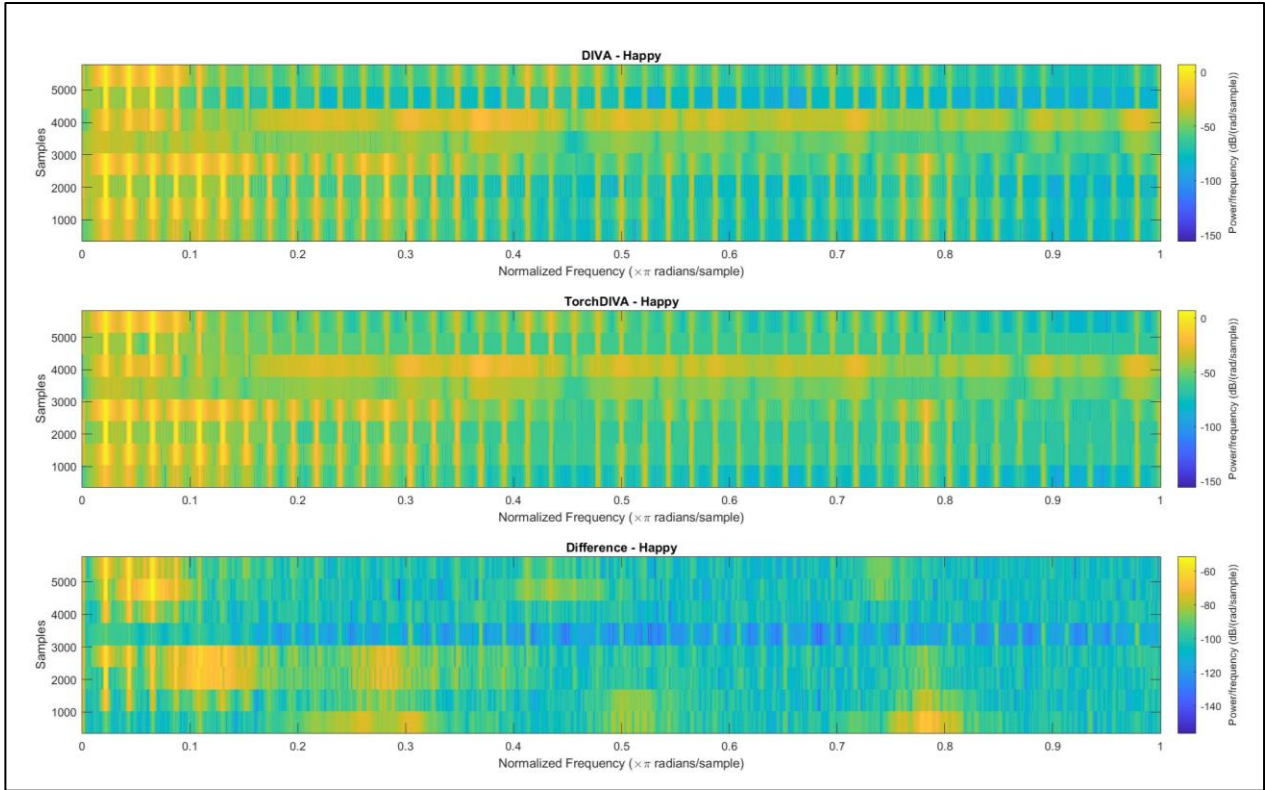 DIVA - Happy
5000
4000
3000
2000
1000
Samples
0 0.1 0.2 0.3 0.4 0.5 0.6 0.7 0.8 0.9 1
Normalized Frequency (×π radians/sample)
0
-50
-100
-150
Power/frequency (dB/(rad/sample))
TorchDIVA - Happy
5000
4000
3000
2000
1000
Samples
0 0.1 0.2 0.3 0.4 0.5 0.6 0.7 0.8 0.9 1
Normalized Frequency (×π radians/sample)
0
-50
-100
-150
Power/frequency (dB/(rad/sample))
Difference - Happy
5000
4000
3000
2000
1000
Samples
0 0.1 0.2 0.3 0.4 0.5 0.6 0.7 0.8 0.9 1
Normalized Frequency (×π radians/sample)
-60
-80
-100
-120
-140
Power/frequency (dB/(rad/sample))